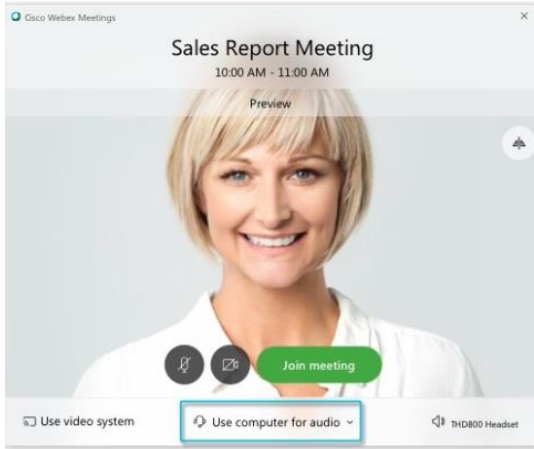 Cisco Webex Meetings
Sales Report Meeting
10:00 AM - 11:00 AM
Preview
Join meeting
Use video system
Use computer for audio
THD800 Headset